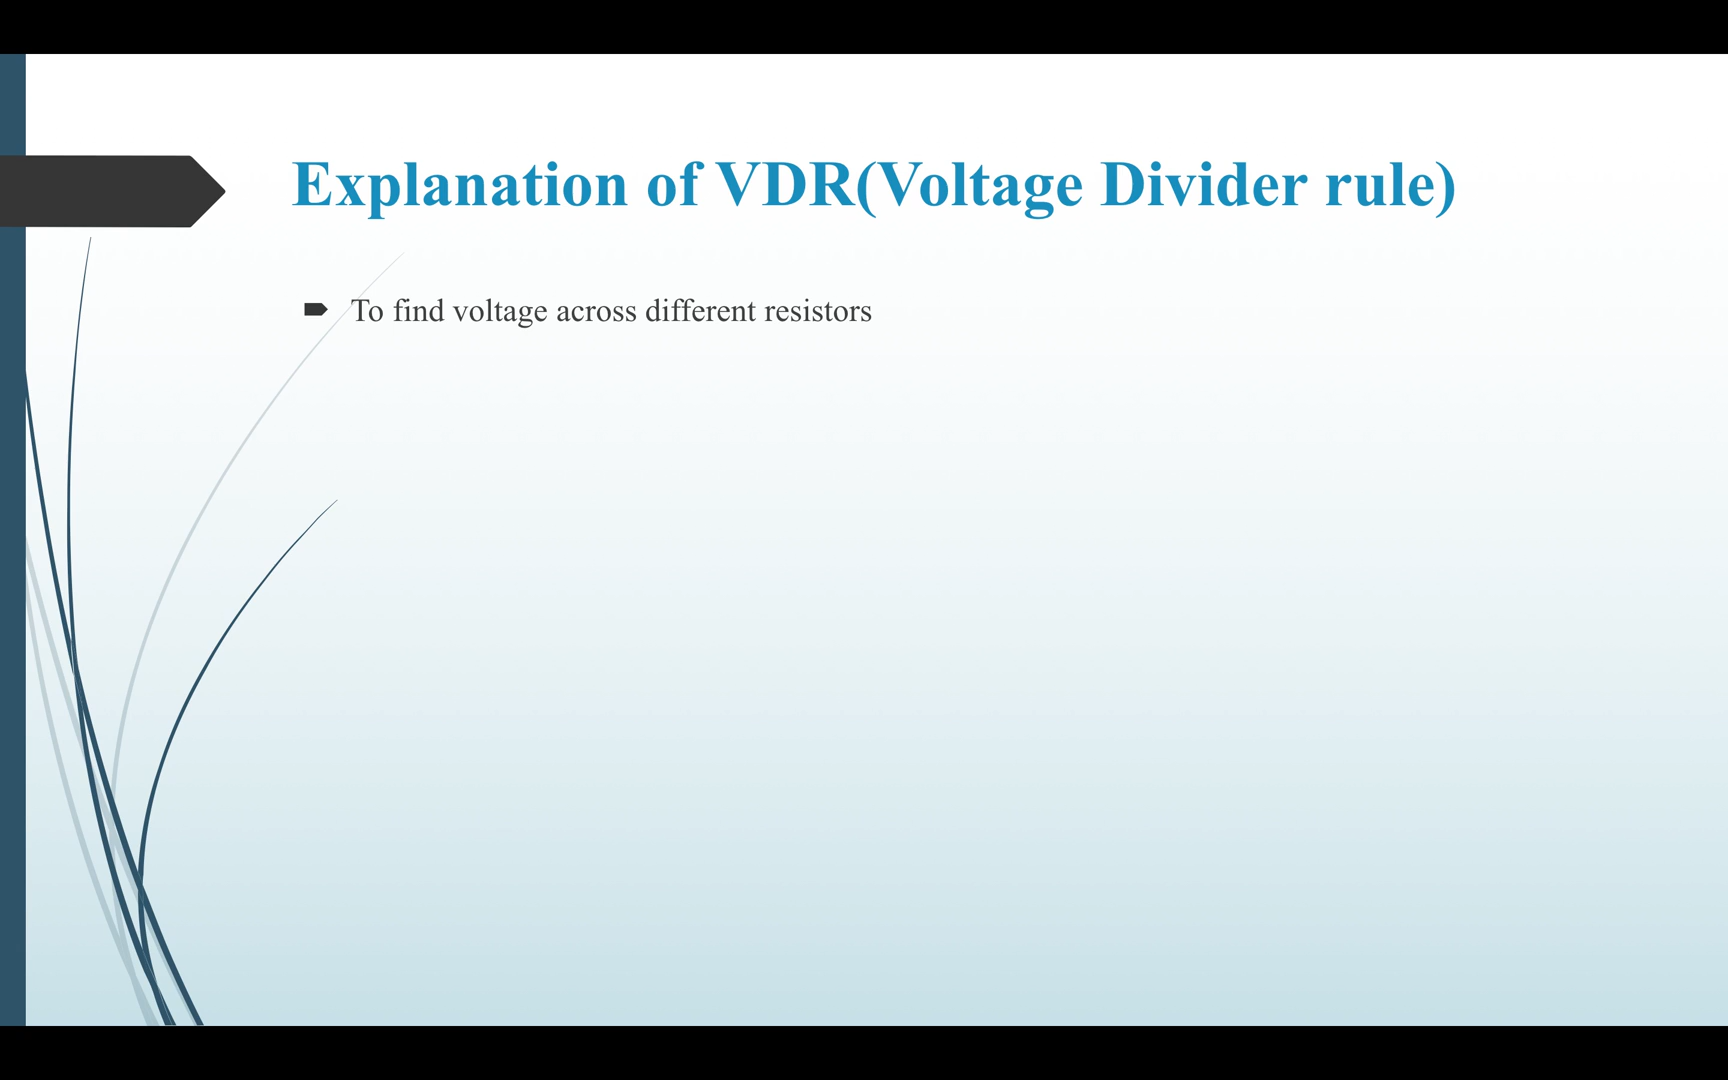 Explanation of VDR(Voltage Divider rule)
To find voltage across different resistors